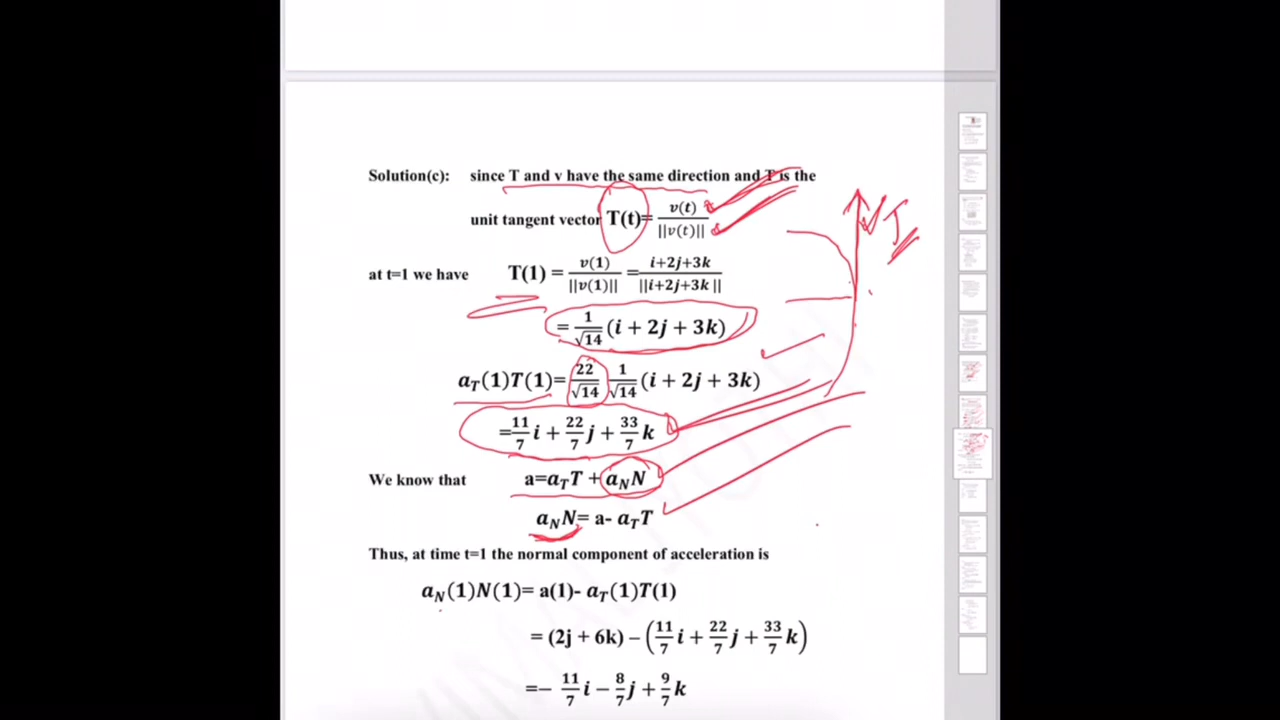 Solution(c): since T and v have the same direction and T is the
unit tangent vector T(t)= v(t)/||v(t)||
at t=1 we have T(1) = v(1)/||v(1)|| = i+2j+3k/||i+2j+3k ||
= 1/√14 (i + 2j + 3k)
a_T(1)T(1)= 22/√14 1/√14 (i + 2j + 3k)
= 11/7 i + 22/7 j + 33/7 k
We know that a=a_T T + a_N N
a_N N= a- a_T T
Thus, at time t=1 the normal component of acceleration is
a_N(1)N(1)= a(1)- a_T(1)T(1)
= (2j + 6k) – (11/7 i + 22/7 j + 33/7 k)
=– 11/7 i – 8/7 j + 9/7 k